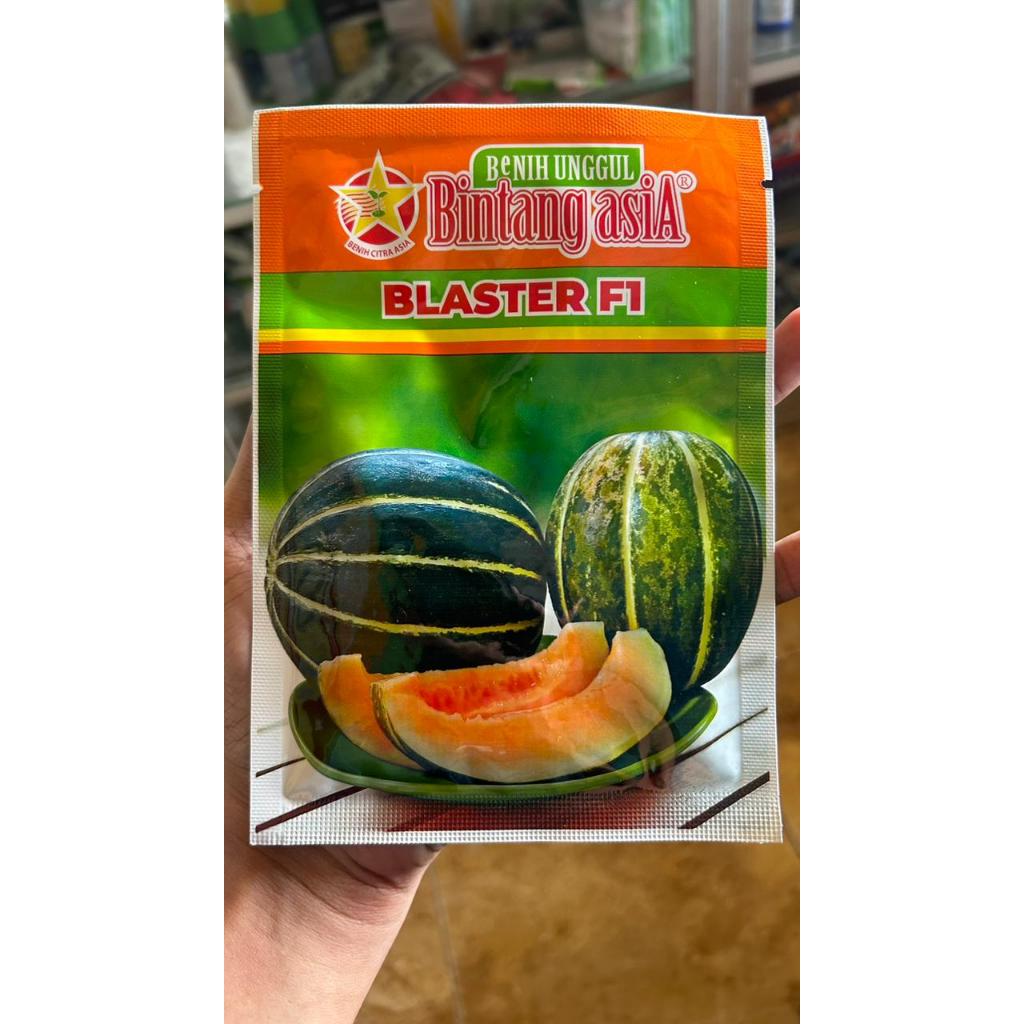 BeNIH UNGGUL
Bintang asiA®
BENIH CITRA ASIA
BLASTER F1